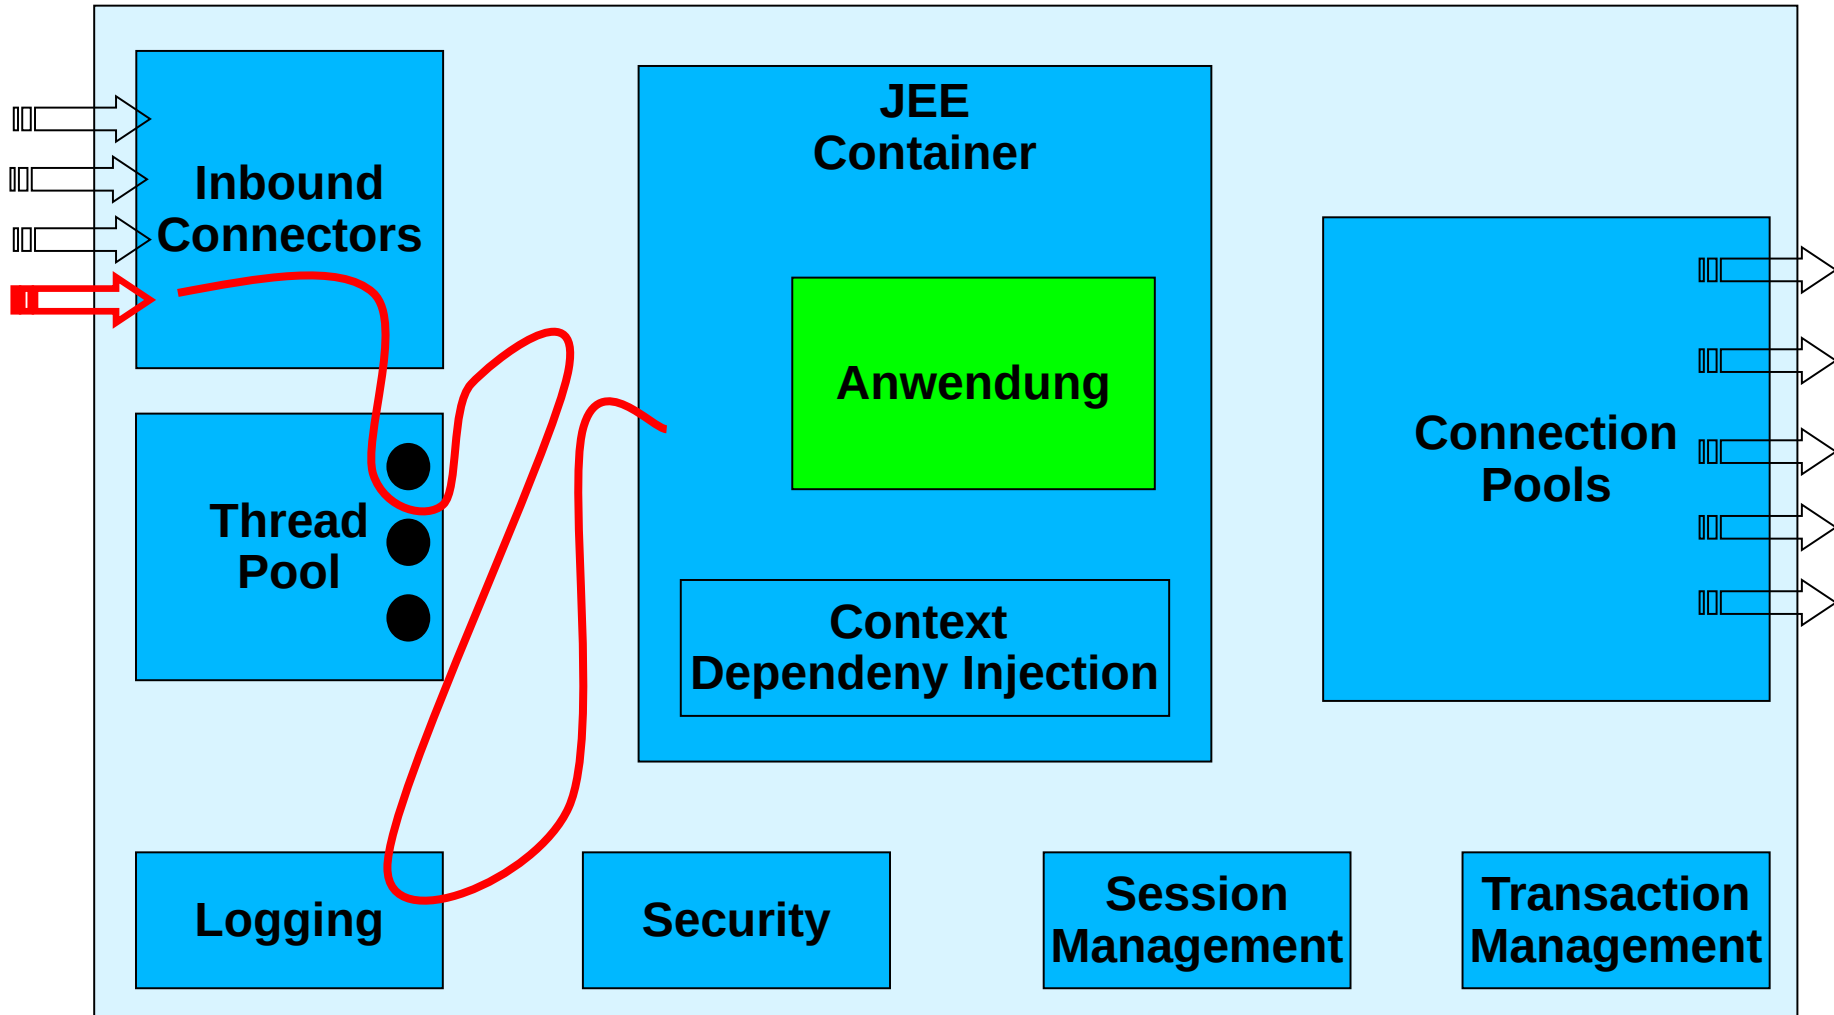 Inbound
Connectors
JEE
Container
Anwendung
Context
Dependeny Injection
Connection
Pools
Thread
Pool
Logging
Security
Session
Management
Transaction
Management